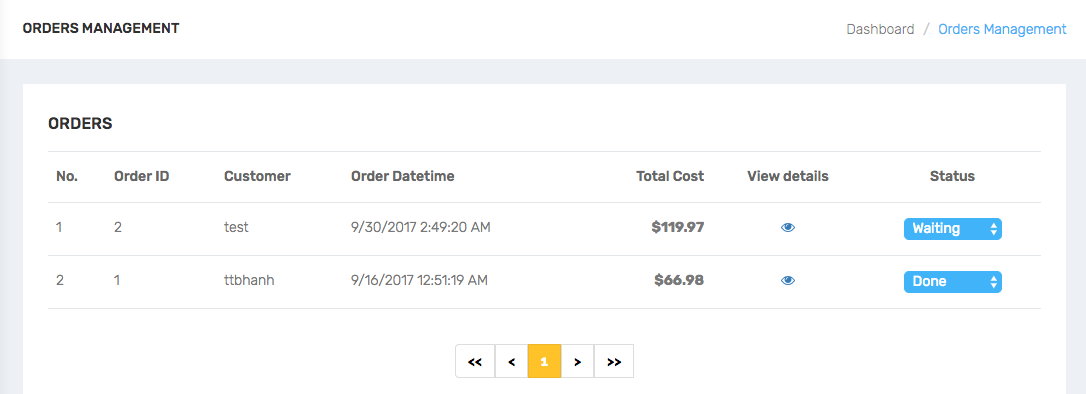 ORDERS MANAGEMENT Dashboard / Orders Management
ORDERS
No. Order ID Customer Order Datetime Total Cost View details Status
1 2 test 9/30/2017 2:49:20 AM $119.97 Waiting
2 1 ttbhanh 9/16/2017 12:51:19 AM $66.98 Done
<< < 1 > >>